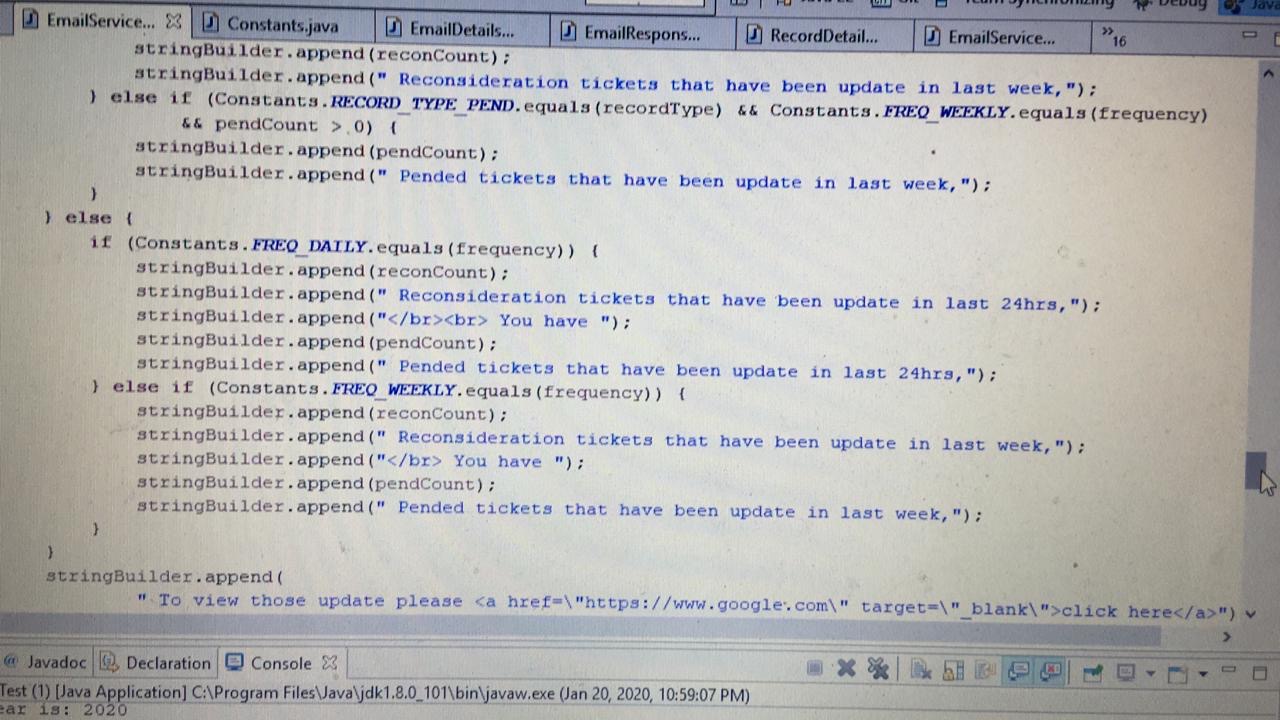 Team Synchronizing Debug Java
EmailService... Constants.java EmailDetails... EmailRespons... RecordDetail... EmailService... »16
stringBuilder.append(reconCount);
stringBuilder.append(" Reconsideration tickets that have been update in last week,");
} else if (Constants.RECORD_TYPE_PEND.equals(recordType) && Constants.FREQ_WEEKLY.equals(frequency)
&& pendCount > 0) {
stringBuilder.append(pendCount);
stringBuilder.append(" Pended tickets that have been update in last week,");
}
} else {
if (Constants.FREQ_DAILY.equals(frequency)) {
stringBuilder.append(reconCount);
stringBuilder.append(" Reconsideration tickets that have been update in last 24hrs,");
stringBuilder.append("</br><br> You have ");
stringBuilder.append(pendCount);
stringBuilder.append(" Pended tickets that have been update in last 24hrs,");
} else if (Constants.FREQ_WEEKLY.equals(frequency)) {
stringBuilder.append(reconCount);
stringBuilder.append(" Reconsideration tickets that have been update in last week,");
stringBuilder.append("</br> You have ");
stringBuilder.append(pendCount);
stringBuilder.append(" Pended tickets that have been update in last week,");
}
}
stringBuilder.append(
" To view those update please <a href=\"https://www.google.com\" target=\"_blank\">click here</a>")
@ Javadoc Declaration Console
Test (1) [Java Application] C:\Program Files\Java\jdk1.8.0_101\bin\javaw.exe (Jan 20, 2020, 10:59:07 PM)
ear is: 2020